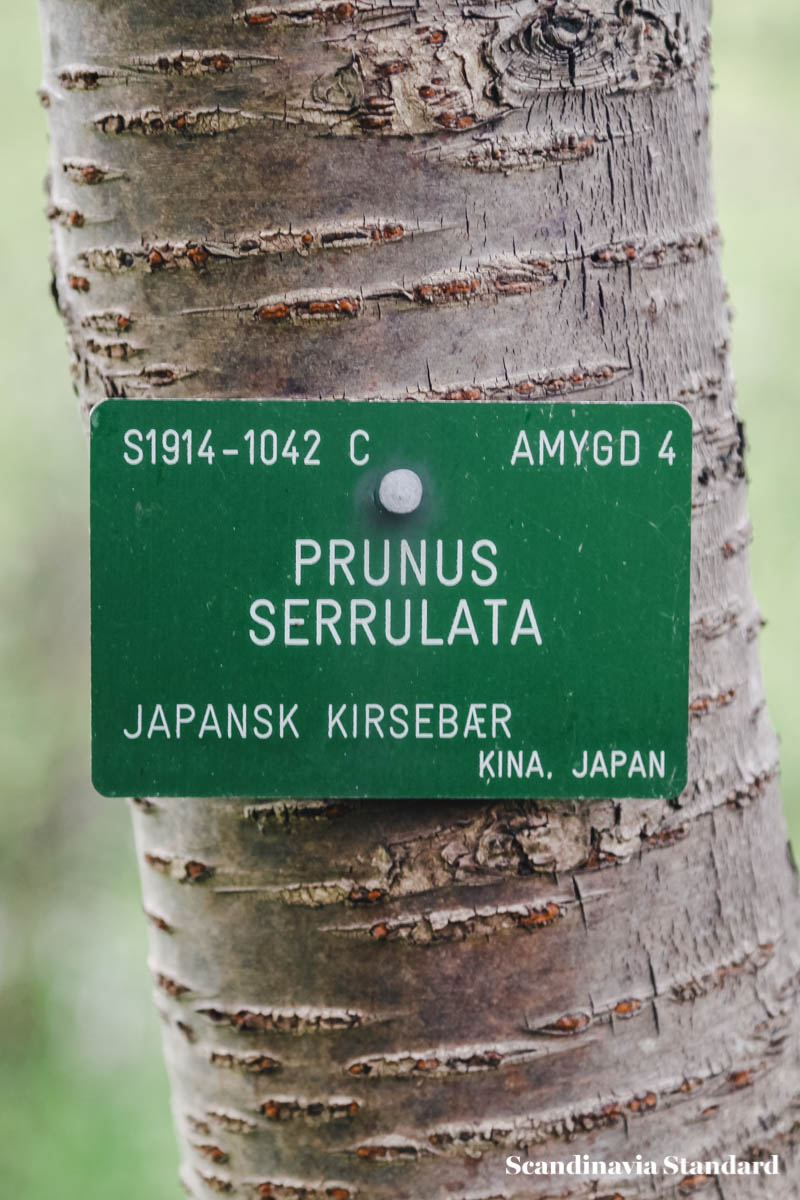 S1914-1042 C AMYGD 4
PRUNUS
SERRULATA
JAPANSK KIRSEBÆR
KINA. JAPAN
Scandinavia Standard